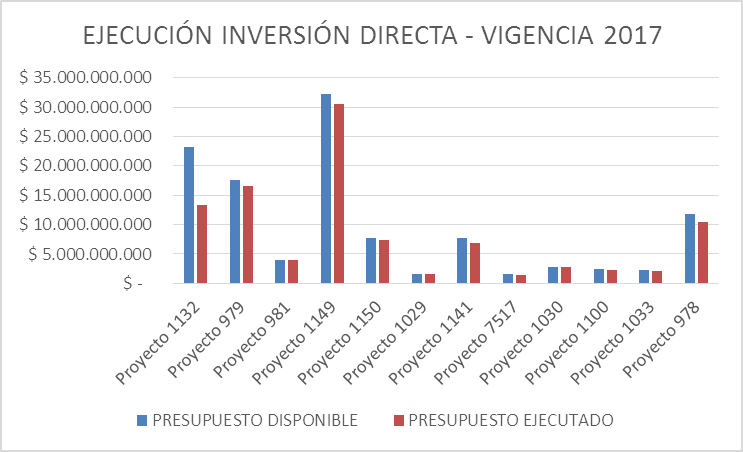 EJECUCIÓN INVERSIÓN DIRECTA - VIGENCIA 2017
$ 35.000.000.000
$ 30.000.000.000
$ 25.000.000.000
$ 20.000.000.000
$ 15.000.000.000
$ 10.000.000.000
$ 5.000.000.000
$ -
Proyecto 1132
Proyecto 979
Proyecto 981
Proyecto 1149
Proyecto 1150
Proyecto 1029
Proyecto 1141
Proyecto 7517
Proyecto 1030
Proyecto 1100
Proyecto 1033
Proyecto 978
PRESUPUESTO DISPONIBLE
PRESUPUESTO EJECUTADO